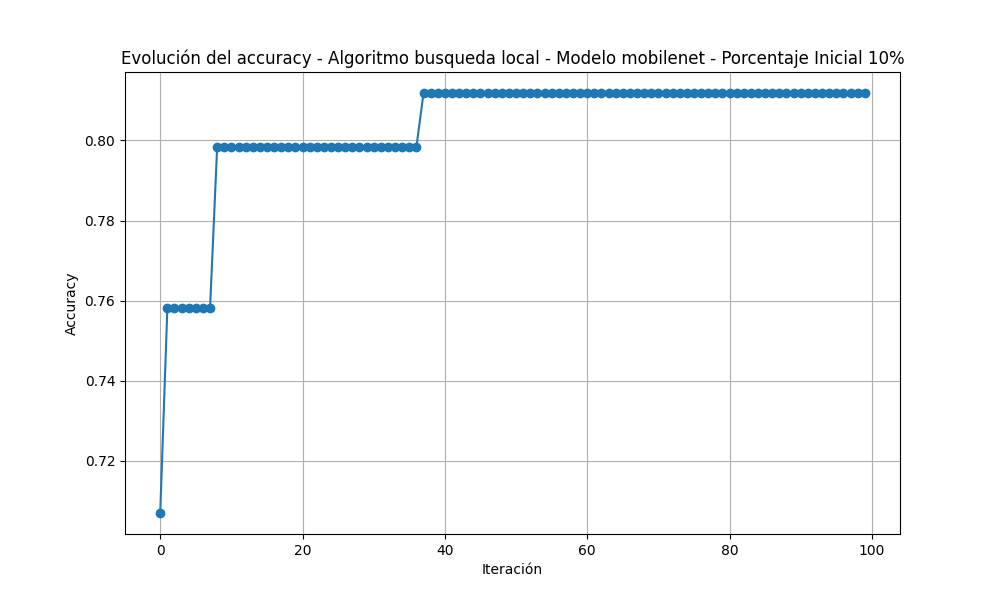 Evolución del accuracy - Algoritmo busqueda local - Modelo mobilenet - Porcentaje Inicial 10%
0.80
0.78
0.76
0.74
0.72
Accuracy
0 20 40 60 80 100
Iteración